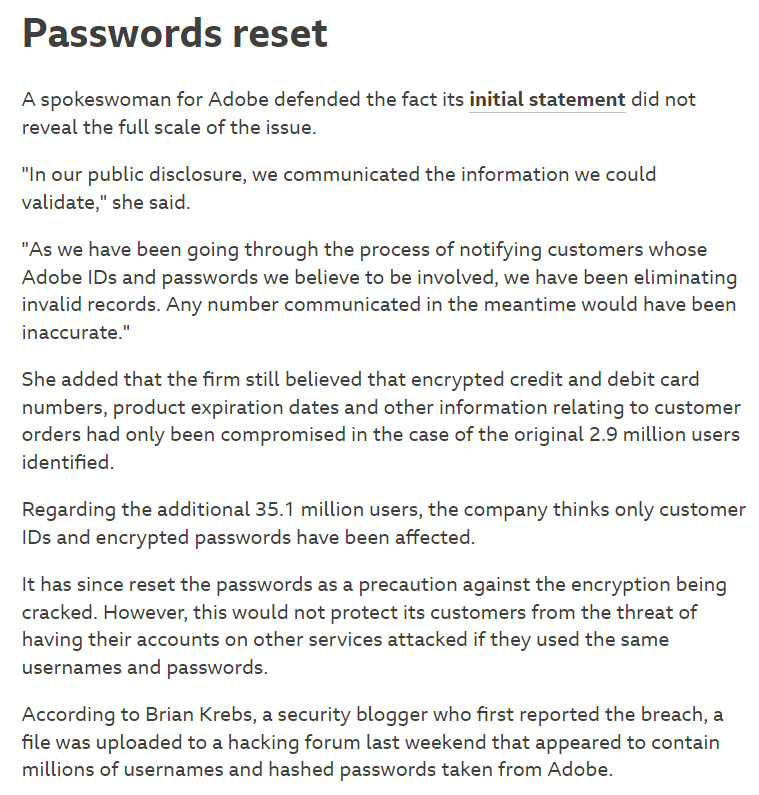 Passwords reset
A spokeswoman for Adobe defended the fact its initial statement did not
reveal the full scale of the issue.
"In our public disclosure, we communicated the information we could
validate," she said.
"As we have been going through the process of notifying customers whose
Adobe IDs and passwords we believe to be involved, we have been eliminating
invalid records. Any number communicated in the meantime would have been
inaccurate."
She added that the firm still believed that encrypted credit and debit card
numbers, product expiration dates and other information relating to customer
orders had only been compromised in the case of the original 2.9 million users
identified.
Regarding the additional 35.1 million users, the company thinks only customer
IDs and encrypted passwords have been affected.
It has since reset the passwords as a precaution against the encryption being
cracked. However, this would not protect its customers from the threat of
having their accounts on other services attacked if they used the same
usernames and passwords.
According to Brian Krebs, a security blogger who first reported the breach, a
file was uploaded to a hacking forum last weekend that appeared to contain
millions of usernames and hashed passwords taken from Adobe.